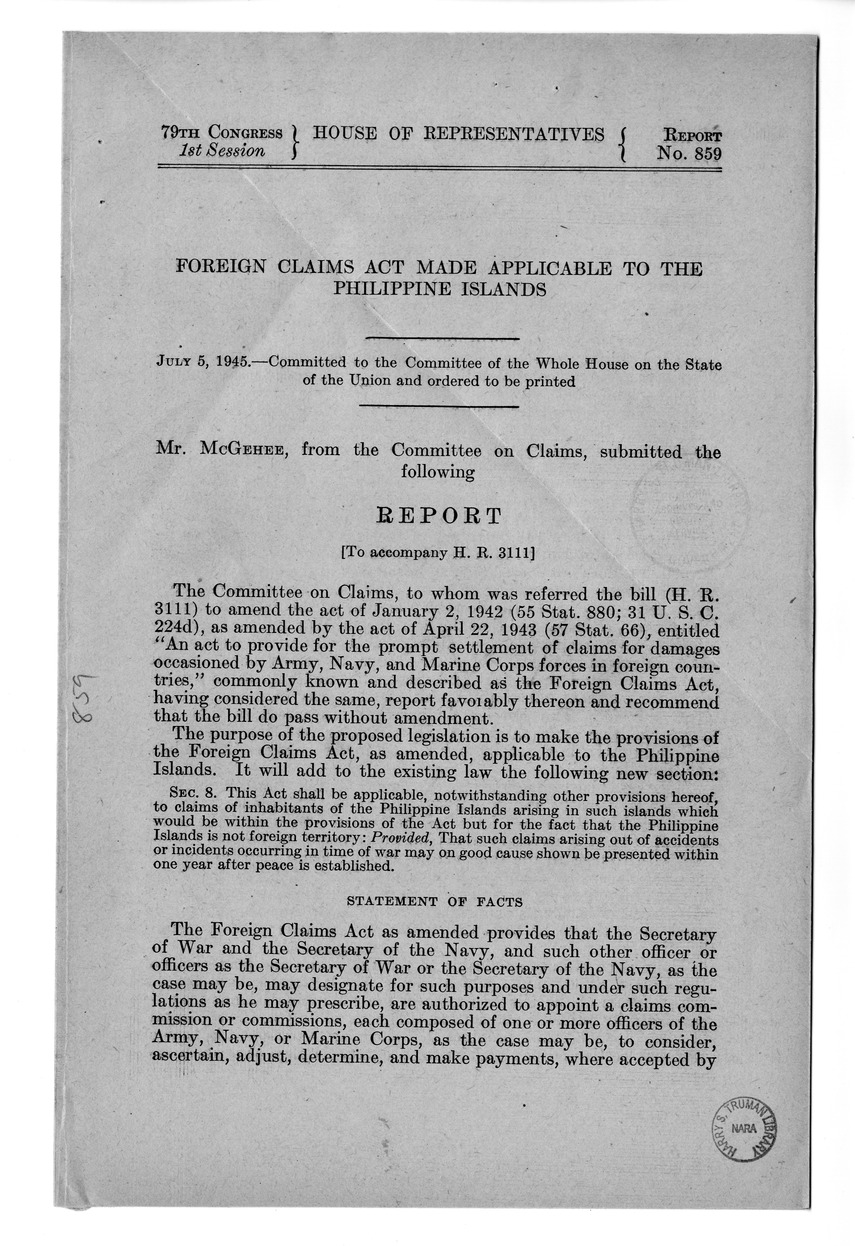 79TH CONGRESS } HOUSE OF REPRESENTATIVES { REPORT
1st Session } { No. 859
FOREIGN CLAIMS ACT MADE APPLICABLE TO THE
PHILIPPINE ISLANDS
JULY 5, 1945.—Committed to the Committee of the Whole House on the State
of the Union and ordered to be printed
Mr. MCGEHEE, from the Committee on Claims, submitted the
following
REPORT
[To accompany H. R. 3111]
The Committee on Claims, to whom was referred the bill (H. R.
3111) to amend the act of January 2, 1942 (55 Stat. 880; 31 U. S. C.
224d), as amended by the act of April 22, 1943 (57 Stat. 66), entitled
“An act to provide for the prompt settlement of claims for damages
occasioned by Army, Navy, and Marine Corps forces in foreign coun-
tries,” commonly known and described as the Foreign Claims Act,
having considered the same, report favorably thereon and recommend
that the bill do pass without amendment.
The purpose of the proposed legislation is to make the provisions of
the Foreign Claims Act, as amended, applicable to the Philippine
Islands. It will add to the existing law the following new section:
SEC. 8. This Act shall be applicable, notwithstanding other provisions hereof,
to claims of inhabitants of the Philippine Islands arising in such islands which
would be within the provisions of the Act but for the fact that the Philippine
Islands is not foreign territory: Provided, That such claims arising out of accidents
or incidents occurring in time of war may on good cause shown be presented within
one year after peace is established.
STATEMENT OF FACTS
The Foreign Claims Act as amended provides that the Secretary
of War and the Secretary of the Navy, and such other officer or
officers as the Secretary of War or the Secretary of the Navy, as the
case may be, may designate for such purposes and under such regu-
lations as he may prescribe, are authorized to appoint a claims com-
mission or commissions, each composed of one or more officers of the
Army, Navy, or Marine Corps, as the case may be, to consider,
ascertain, adjust, determine, and make payments, where accepted by
859
HARRY S. TRUMAN LIBRARY
NARA